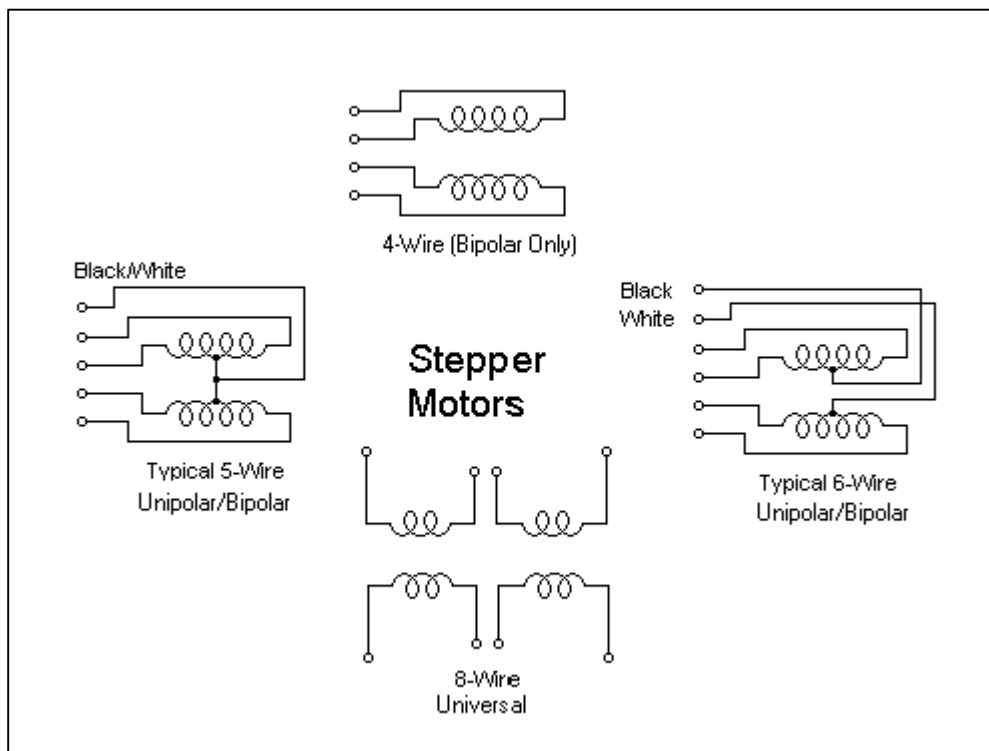 4-Wire (Bipolar Only)
Black/White
Black
White
Stepper
Motors
Typical 5-Wire
Unipolar/Bipolar
Typical 6-Wire
Unipolar/Bipolar
8-Wire
Universal